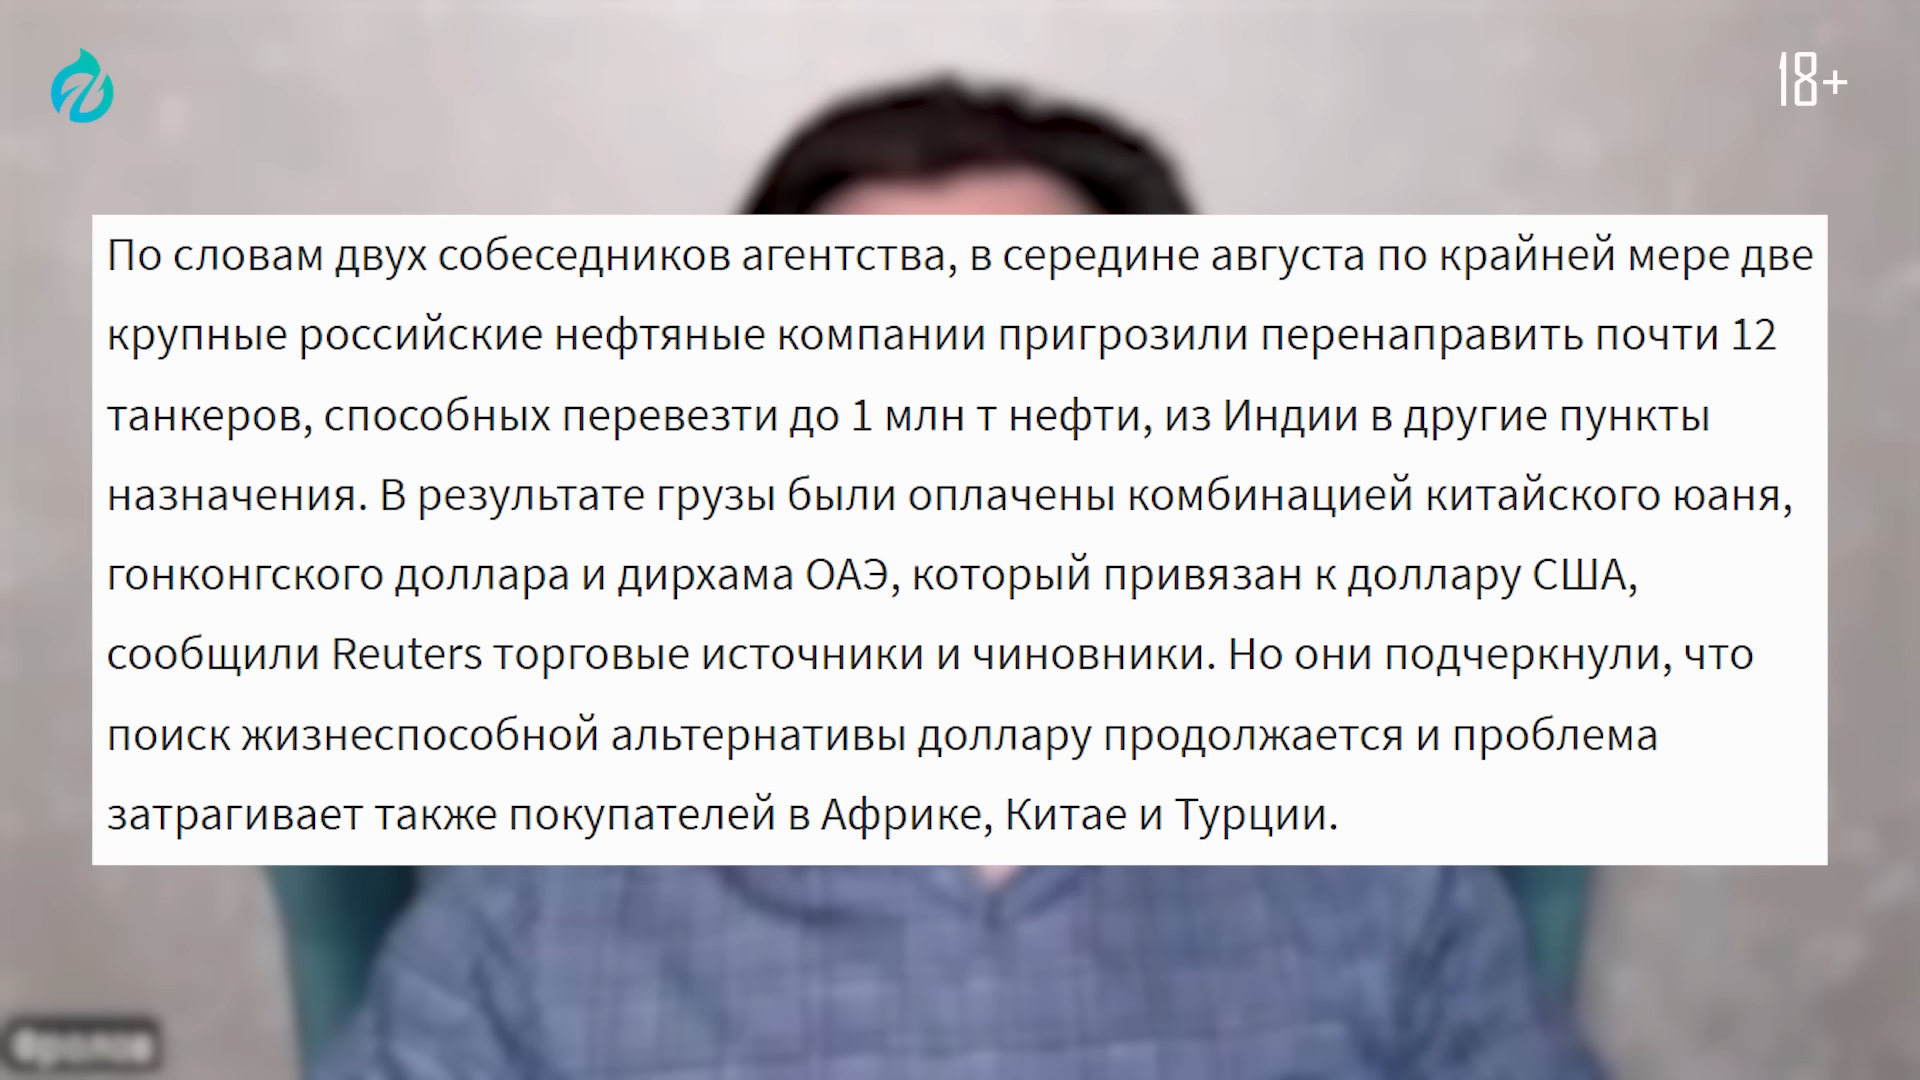 18+
По словам двух собеседников агентства, в середине августа по крайней мере две
крупные российские нефтяные компании пригрозили перенаправить почти 12
танкеров, способных перевезти до 1 млн т нефти, из Индии в другие пункты
назначения. В результате грузы были оплачены комбинацией китайского юаня,
гонконгского доллара и дирхама ОАЭ, который привязан к доллару США,
сообщили Reuters торговые источники и чиновники. Но они подчеркнули, что
поиск жизнеспособной альтернативы доллару продолжается и проблема
затрагивает также покупателей в Африке, Китае и Турции.
Фролов